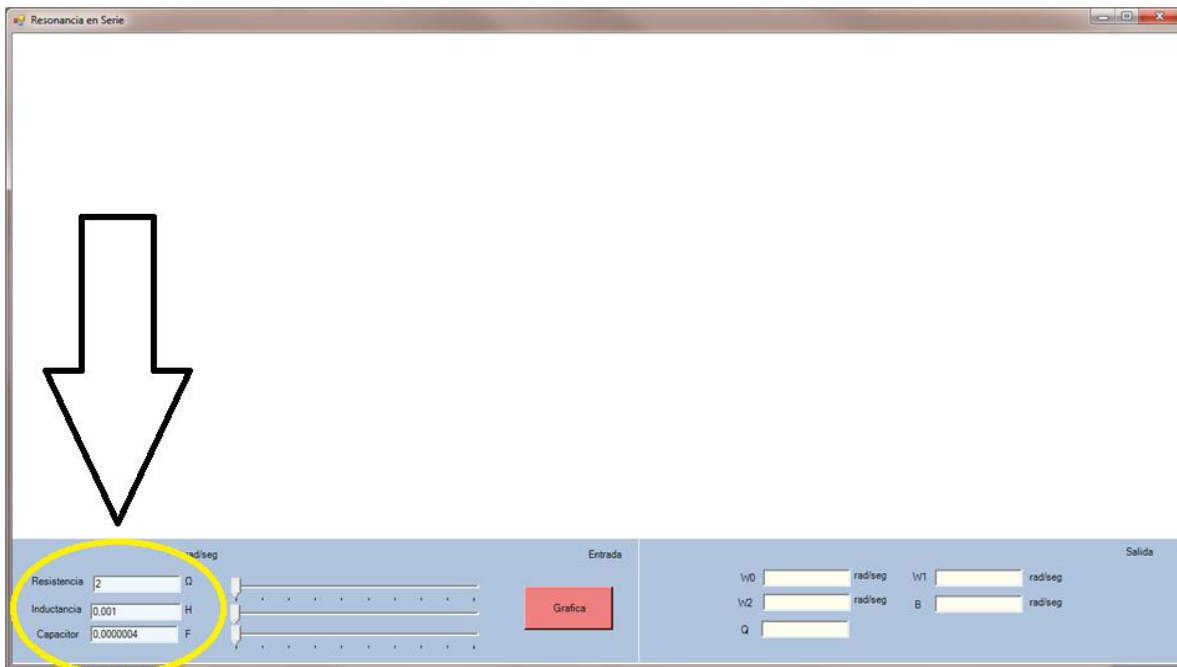 Resonancia en Serie
rad/seg
Entrada
Resistencia 2 Ω
Inductancia 0,001 H
Capacitor 0,0000004 F
Grafica
Salida
W0 rad/seg W1 rad/seg
W2 rad/seg B rad/seg
Q